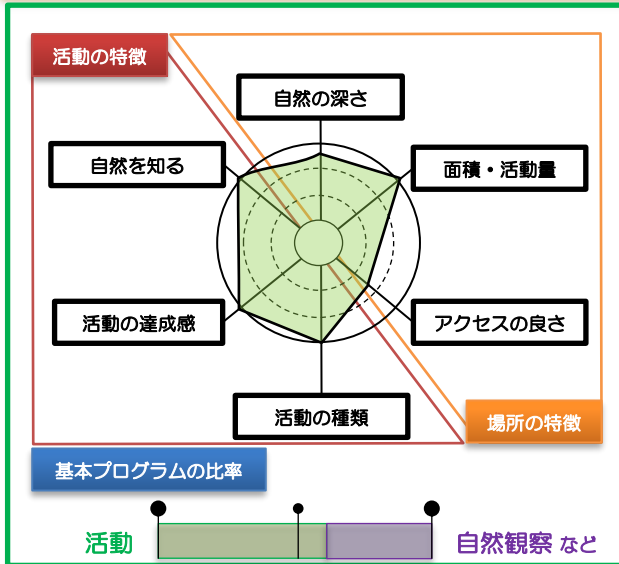 活動の特徴
自然の深さ
自然を知る
面積・活動量
活動の達成感
アクセスの良さ
活動の種類
場所の特徴
基本プログラムの比率
活動
自然観察 など